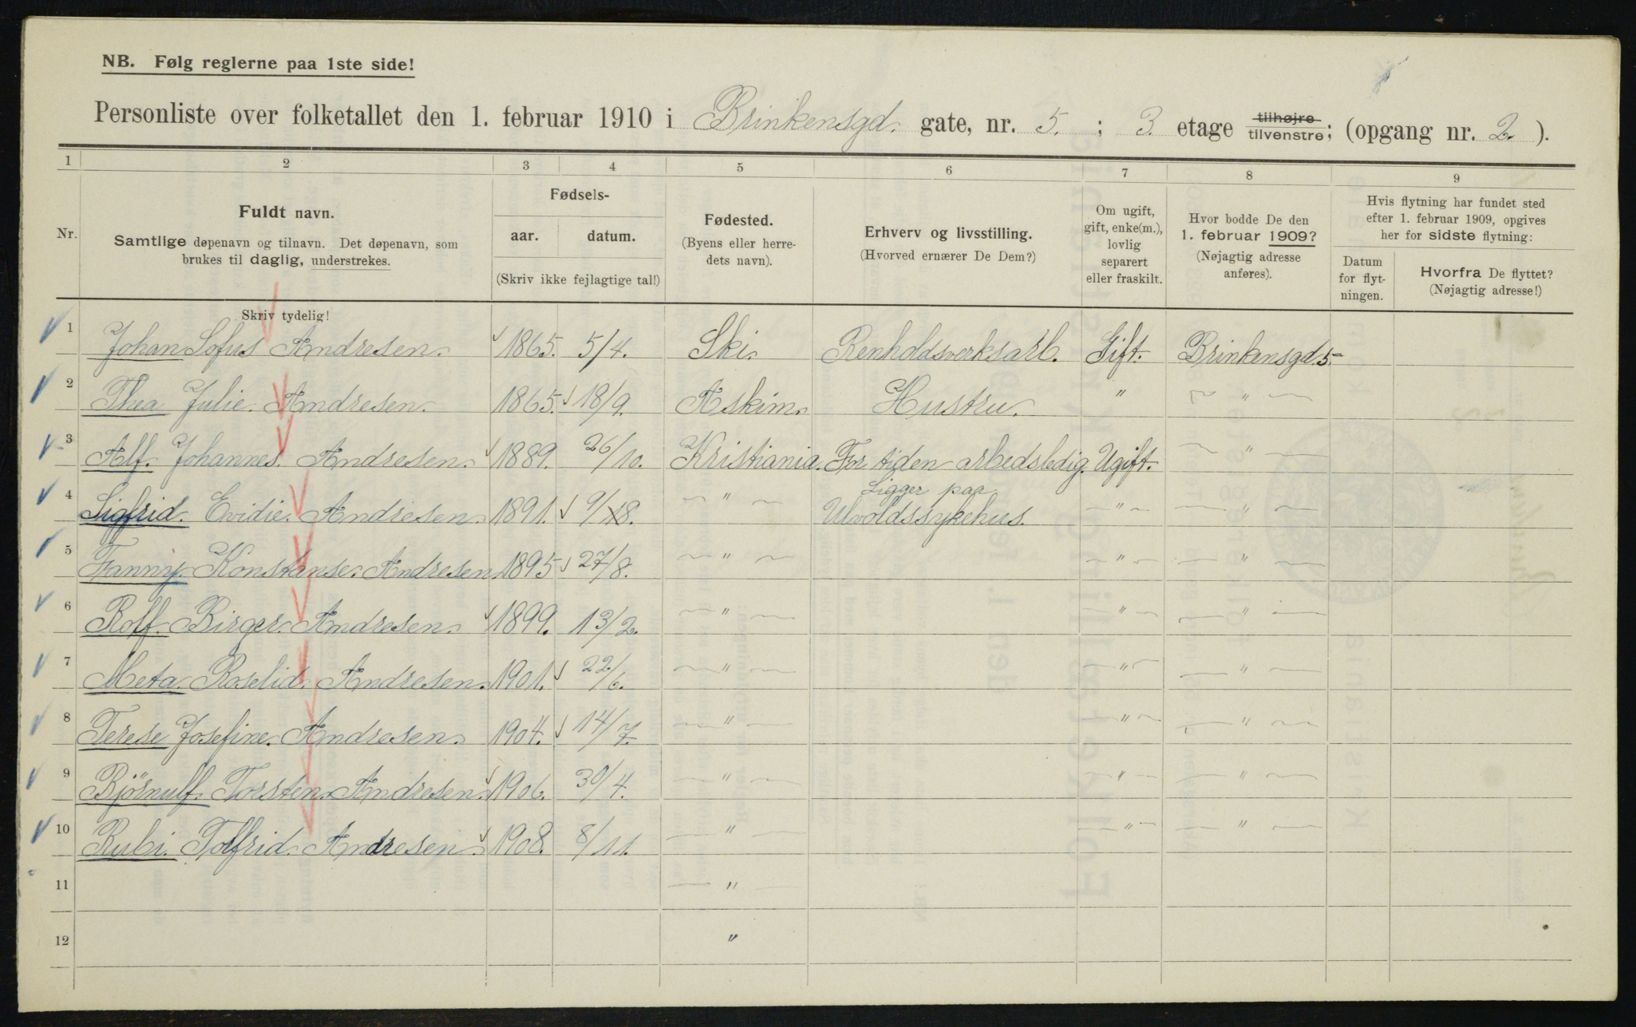 NB. Følg reglerne paa 1ste side!
Personliste over folketallet den 1. februar 1910 i Brinkensgd. gate, nr. 5. ; 3. etage tilhøjre tilvenstre; (opgang nr. 2. ).
1 2 3 4 5 6 7 8 9
Nr.
Fuldt navn.
Samtlige døpenavn og tilnavn. Det døpenavn, som
brukes til daglig, understrekes.
Fødsels-
aar. datum.
(Skriv ikke fejlagtige tal!)
Fødested.
(Byens eller herre-
dets navn).
Erhverv og livsstilling.
(Hvorved ernærer De Dem?)
Om ugift,
gift, enke(m.),
lovlig
separert
eller fraskilt.
Hvor bodde De den
1. februar 1909?
(Nøjagtig adresse
anføres).
Hvis flytning har fundet sted
efter 1. februar 1909, opgives
her for sidste flytning:
Datum
for flyt-
ningen.
Hvorfra De flyttet?
(Nøjagtig adresse!)
Skriv tydelig!
1 Johan Sofus Andresen. 1865. 5/4. Ski. Renholdsverksarb. Gift. Brinkensgd. 5
2 Thea Julie. Andresen. 1865. 18/9. Askim. Hustru. " — " —
3 Alf. Johannes. Andresen. 1889. 26/10. Kristiania. For tiden arbedsledig. Ugift. — " —
4 Sigfrid. Evidie. Andresen. 1891. 9/8. — " — Ligger paa Ulvoldssykehus. — " — — " —
5 Fanny. Konstanse. Andresen 1895 27/8. — " — — " — — " —
6 Rolf. Birger. Andresen. 1899. 13/2. — " — — " — — " —
7 Meta. Roselid. Andresen. 1901. 22/6. — " — — " — — " —
8 Terese Josefine. Andresen. 1904. 14/7. — " — — " — — " —
9 Bjørnulf. Torsten. Andresen. 1906. 30/4. — " — — " — — " —
10 Rubi. Tolfrid. Andresen. 1908. 8/11. — " — — " — — " —
11 — " —
12 "